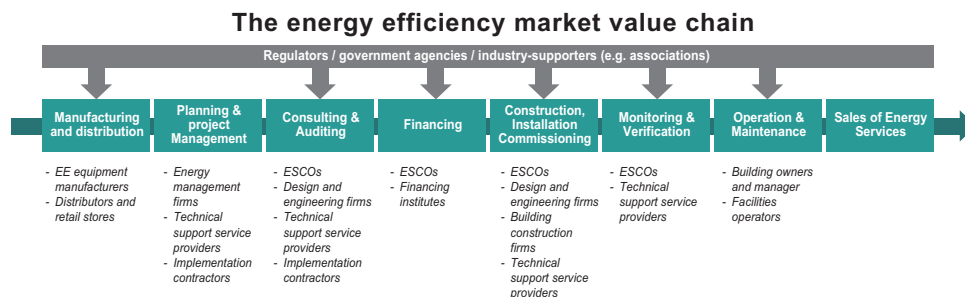 The energy efficiency market value chain
Regulators / government agencies / industry-supporters (e.g. associations)
Manufacturing
and distribution
Planning &
project
Management
Consulting &
Auditing
Financing
Construction,
Installation
Commissioning
Monitoring &
Verification
Operation &
Maintenance
Sales of Energy
Services
- EE equipment
manufacturers
- Distributors and
retail stores
- Energy
management
firms
- Technical
support service
providers
- Implementation
contractors
- ESCOs
- Design and
engineering firms
- Technical
support service
providers
- Implementation
contractors
- ESCOs
- Financing
institutes
- ESCOs
- Design and
engineering firms
- Building
construction
firms
- Technical
support service
providers
- ESCOs
- Technical
support service
providers
- Building owners
and manager
- Facilities
operators